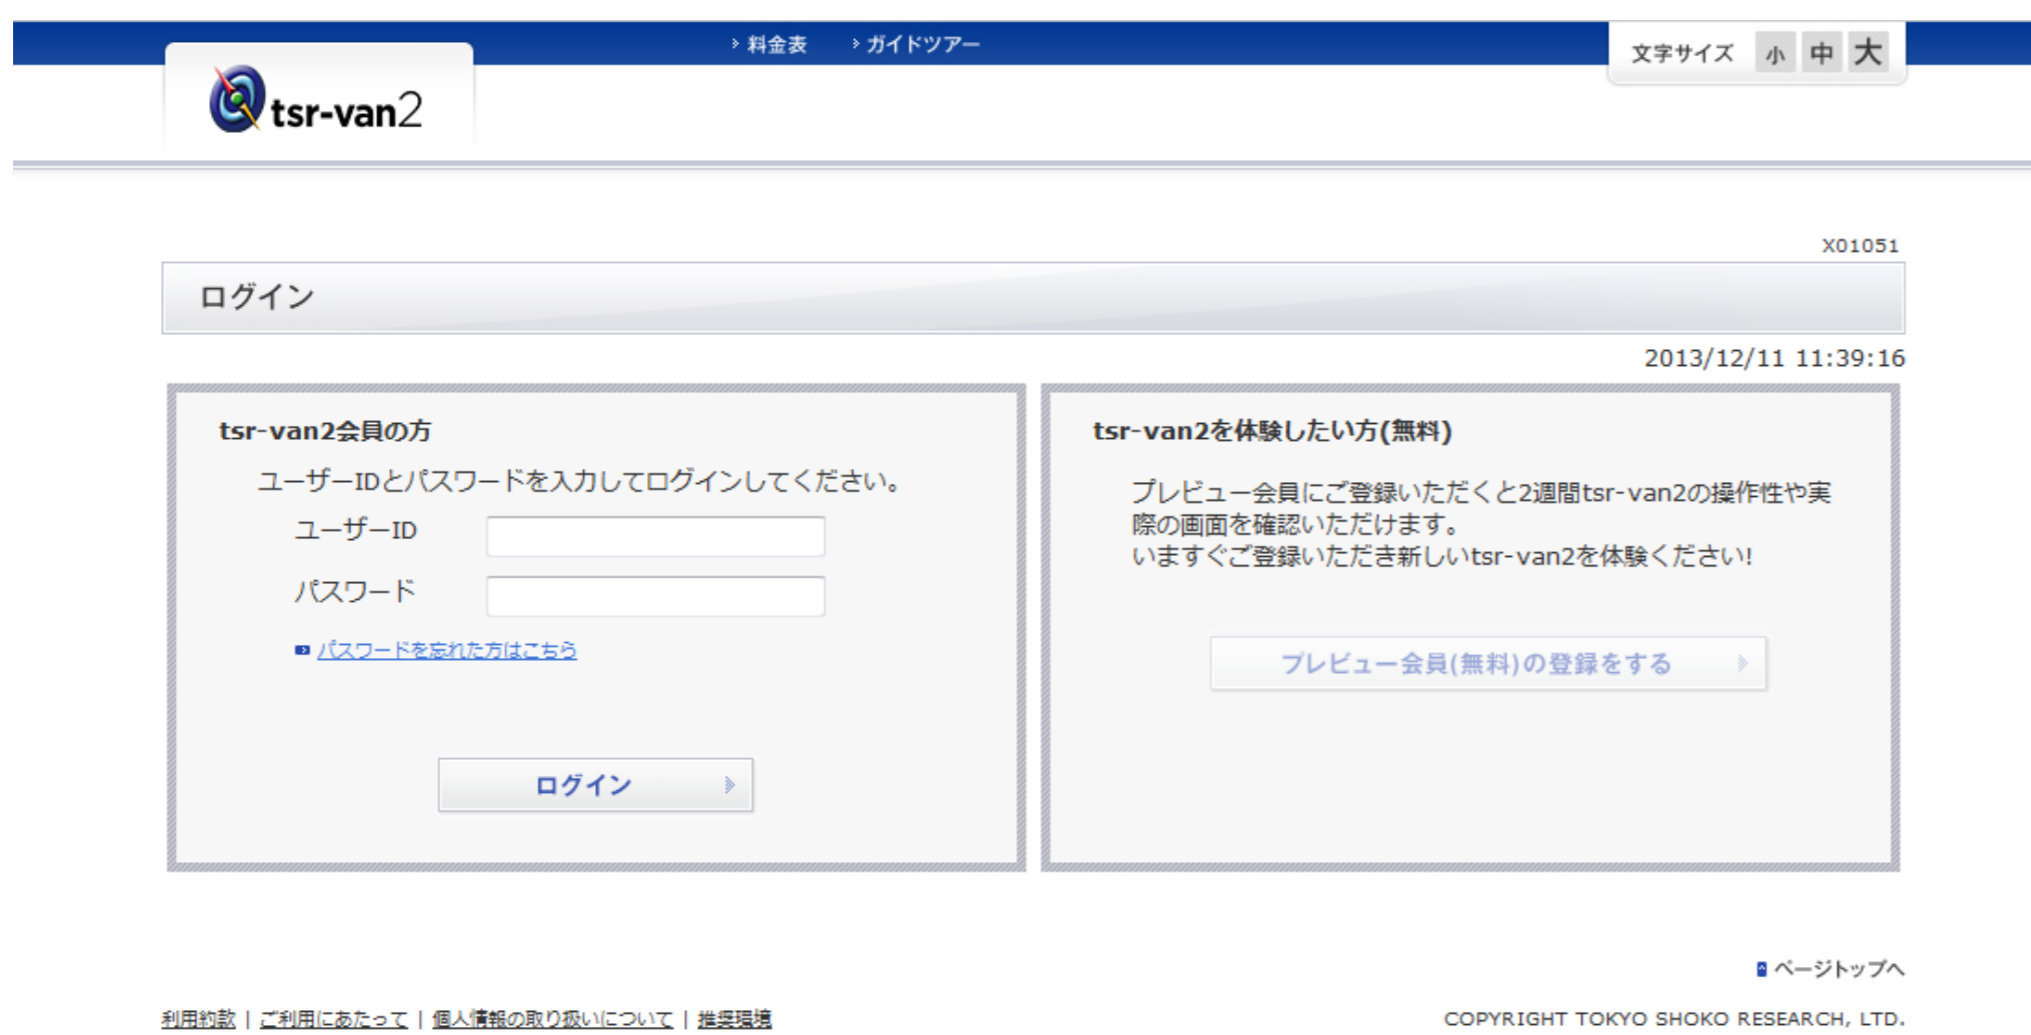 料金表 ガイドツアー
文字サイズ 小 中 大
tsr-van2
X01051
ログイン
2013/12/11 11:39:16
tsr-van2会員の方
ユーザーIDとパスワードを入力してログインしてください。
ユーザーID
パスワード
パスワードを忘れた方はこちら
ログイン
tsr-van2を体験したい方(無料)
プレビュー会員にご登録いただくと2週間tsr-van2の操作性や実
際の画面を確認いただけます。
いますぐご登録いただき新しいtsr-van2を体験ください!
プレビュー会員(無料)の登録をする
ページトップへ
利用約款 | ご利用にあたって | 個人情報の取り扱いについて | 推奨環境
COPYRIGHT TOKYO SHOKO RESEARCH, LTD.